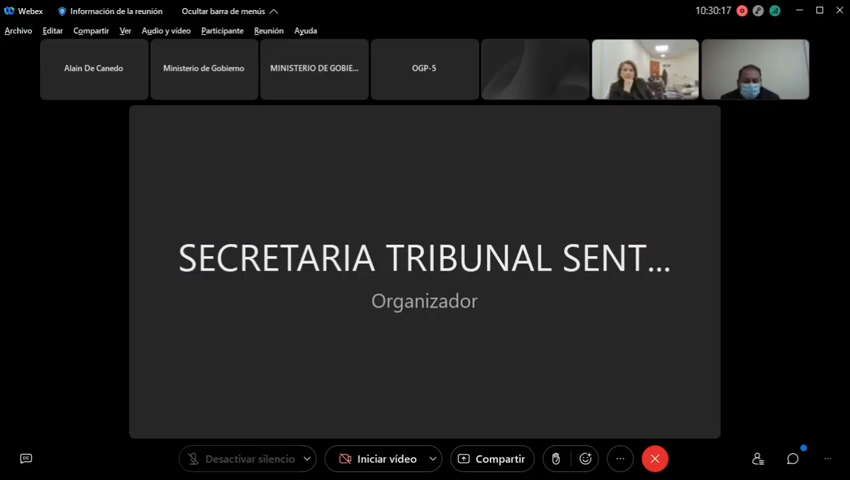 Webex Información de la reunión Ocultar barra de menús 10:30:17
Archivo Editar Compartir Ver Audio y vídeo Participante Reunión Ayuda
Alain De Canedo Ministerio de Gobierno MINISTERIO DE GOBIE... OGP-5
SECRETARIA TRIBUNAL SENT...
Organizador
Desactivar silencio Iniciar vídeo Compartir